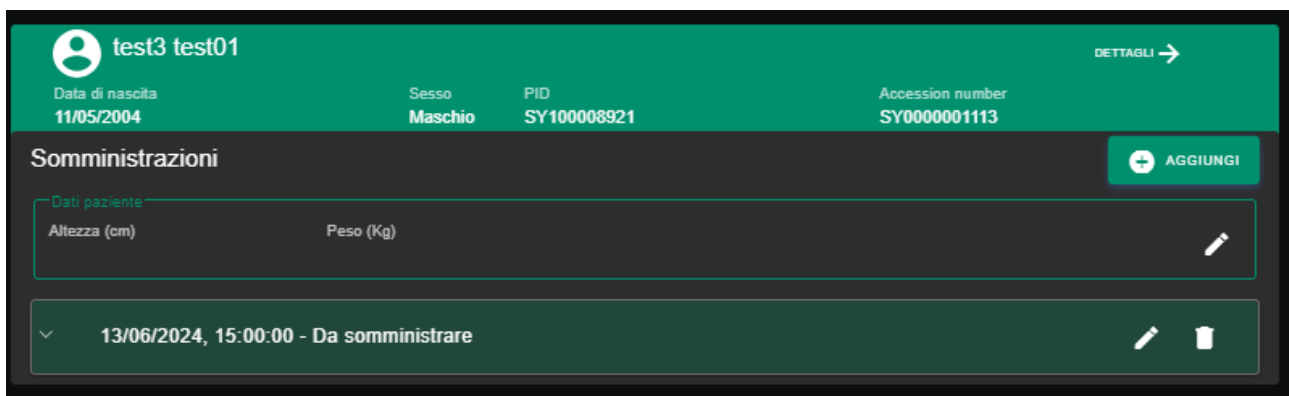 test3 test01
DETTAGLI
Data di nascita Sesso PID Accession number
11/05/2004 Maschio SY100008921 SY0000001113
Somministrazioni
AGGIUNGI
Dati paziente
Altezza (cm) Peso (Kg)
13/06/2024, 15:00:00 - Da somministrare